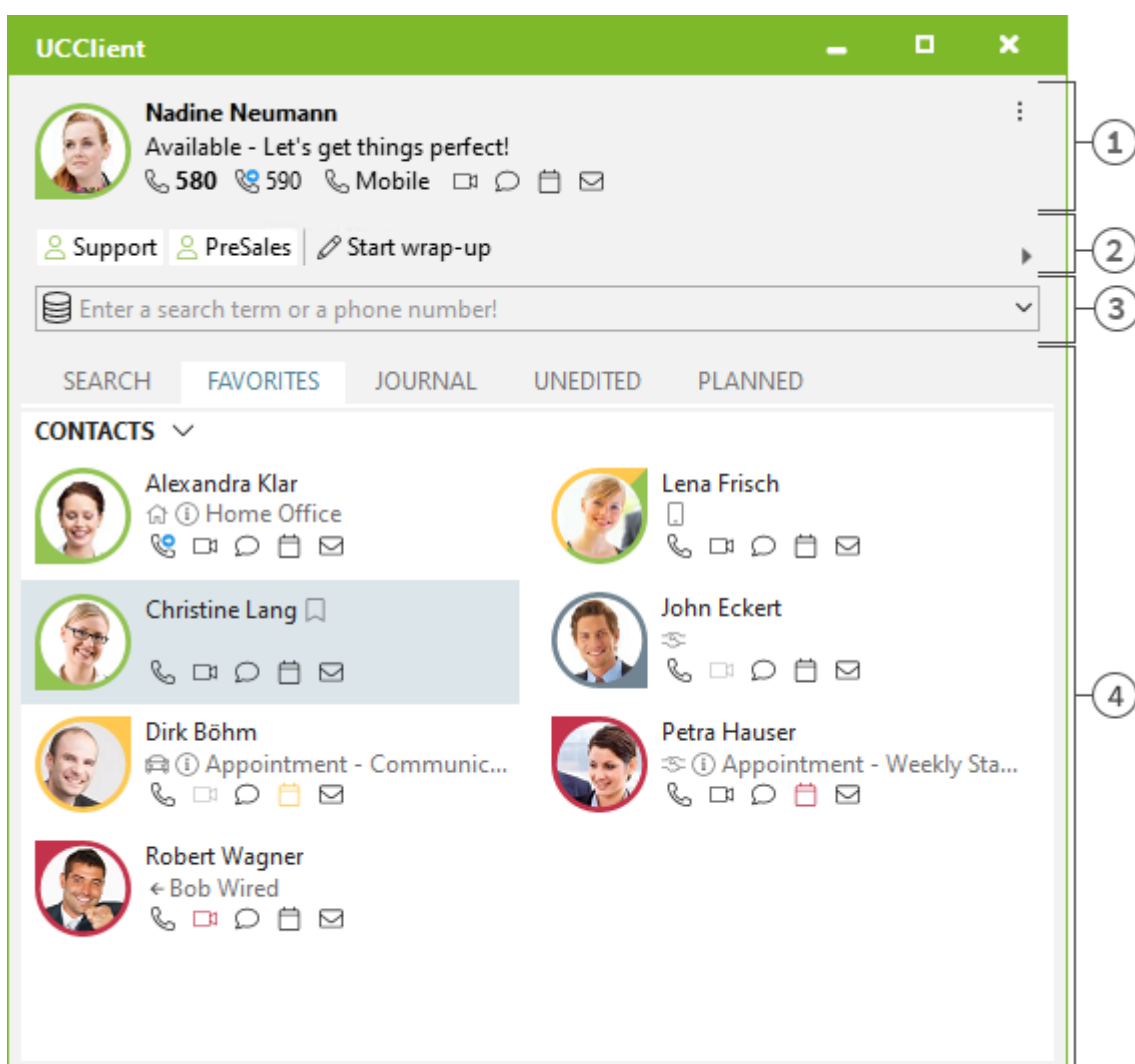 UCClient
Nadine Neumann
Available - Let's get things perfect!
580 590 Mobile
1
Support PreSales Start wrap-up
2
Enter a search term or a phone number!
3
SEARCH FAVORITES JOURNAL UNEDITED PLANNED
CONTACTS
Alexandra Klar
Home Office
Lena Frisch
Christine Lang
John Eckert
4
Dirk Böhm
Appointment - Communic...
Petra Hauser
Appointment - Weekly Sta...
Robert Wagner
Bob Wired